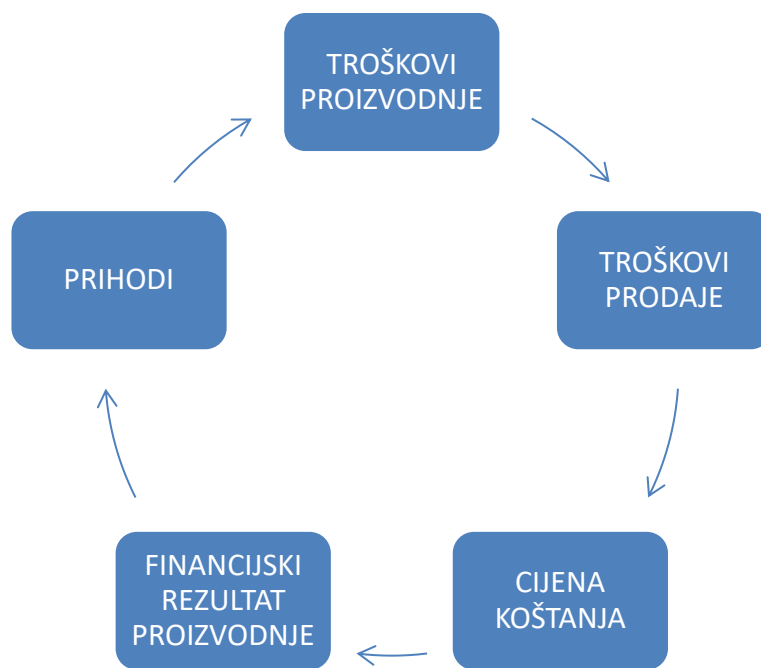 TROŠKOVI
PROIZVODNJE
TROŠKOVI
PRODAJE
CIJENA
KOŠTANJA
FINANCIJSKI
REZULTAT
PROIZVODNJE
PRIHODI